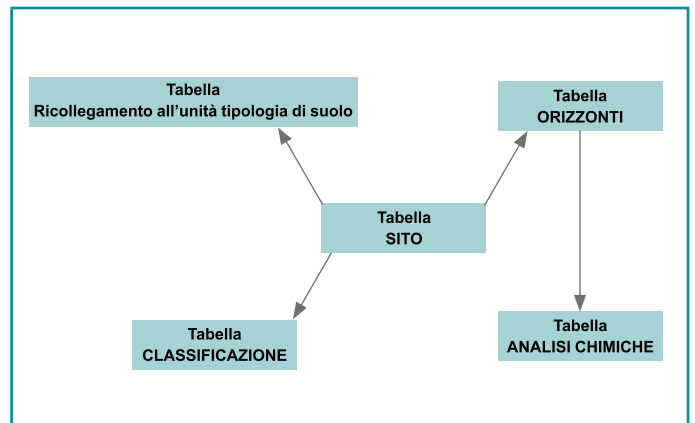 Tabella
Ricollegamento all'unità tipologia di suolo
Tabella
ORIZZONTI
Tabella
SITO
Tabella
CLASSIFICAZIONE
Tabella
ANALISI CHIMICHE